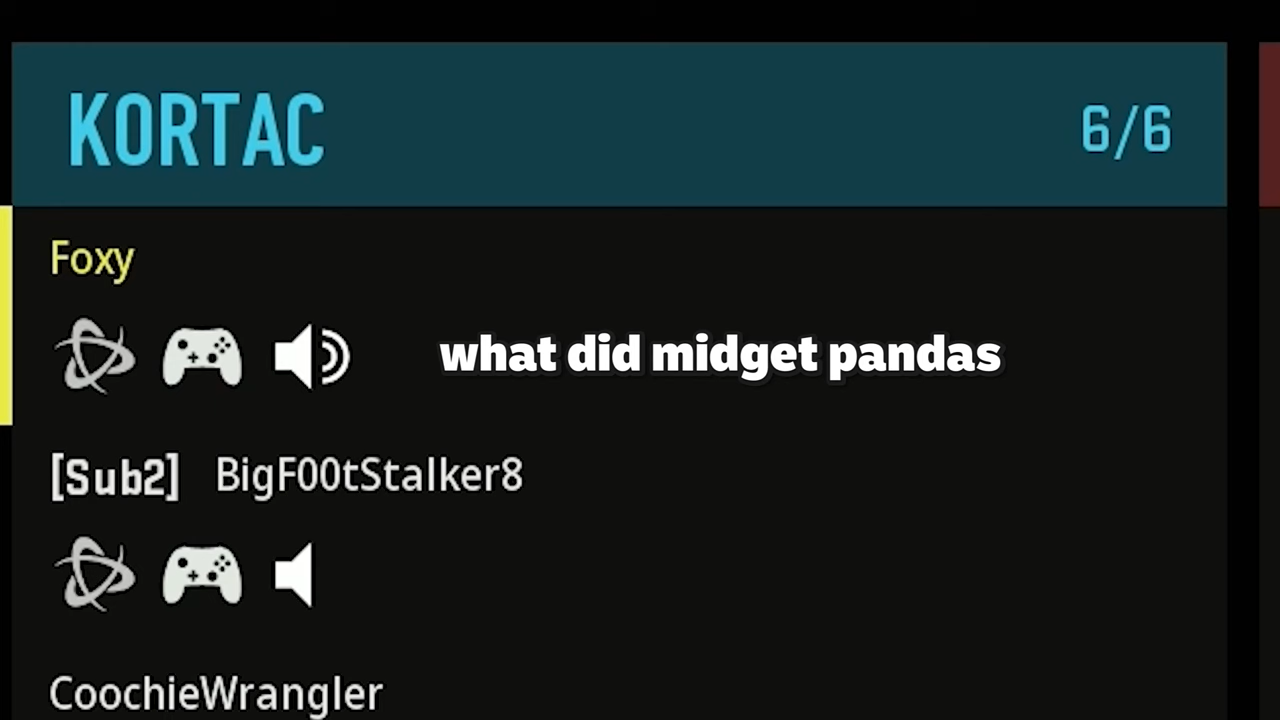 KORTAC 6/6
Foxy
what did midget pandas
[Sub2] BigF00tStalker8
CoochieWrangler